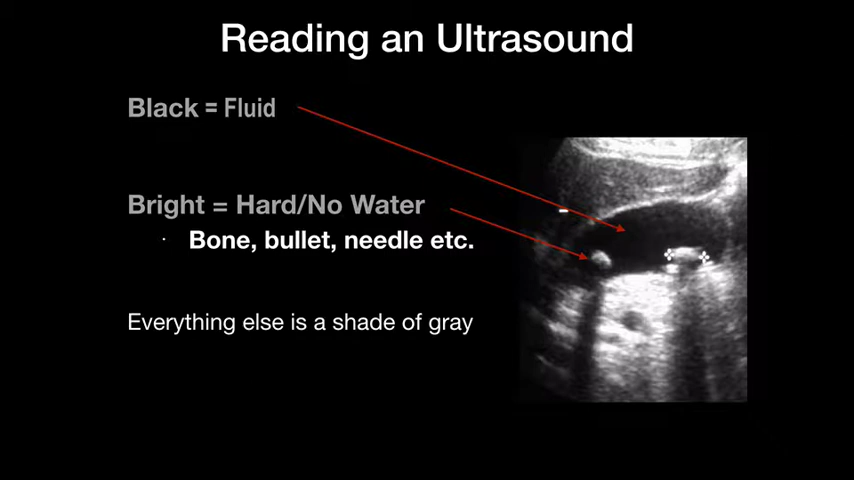 Reading an Ultrasound
Black = Fluid
Bright = Hard/No Water
· Bone, bullet, needle etc.
Everything else is a shade of gray